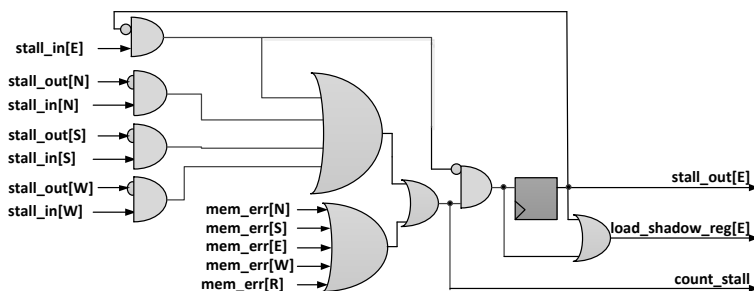 stall_in[E]
stall_out[N]
stall_in[N]
stall_out[S]
stall_in[S]
stall_out[W]
stall_in[W]
mem_err[N]
mem_err[S]
mem_err[E]
mem_err[W]
mem_err[R]
stall_out[E]
load_shadow_reg[E]
count_stall